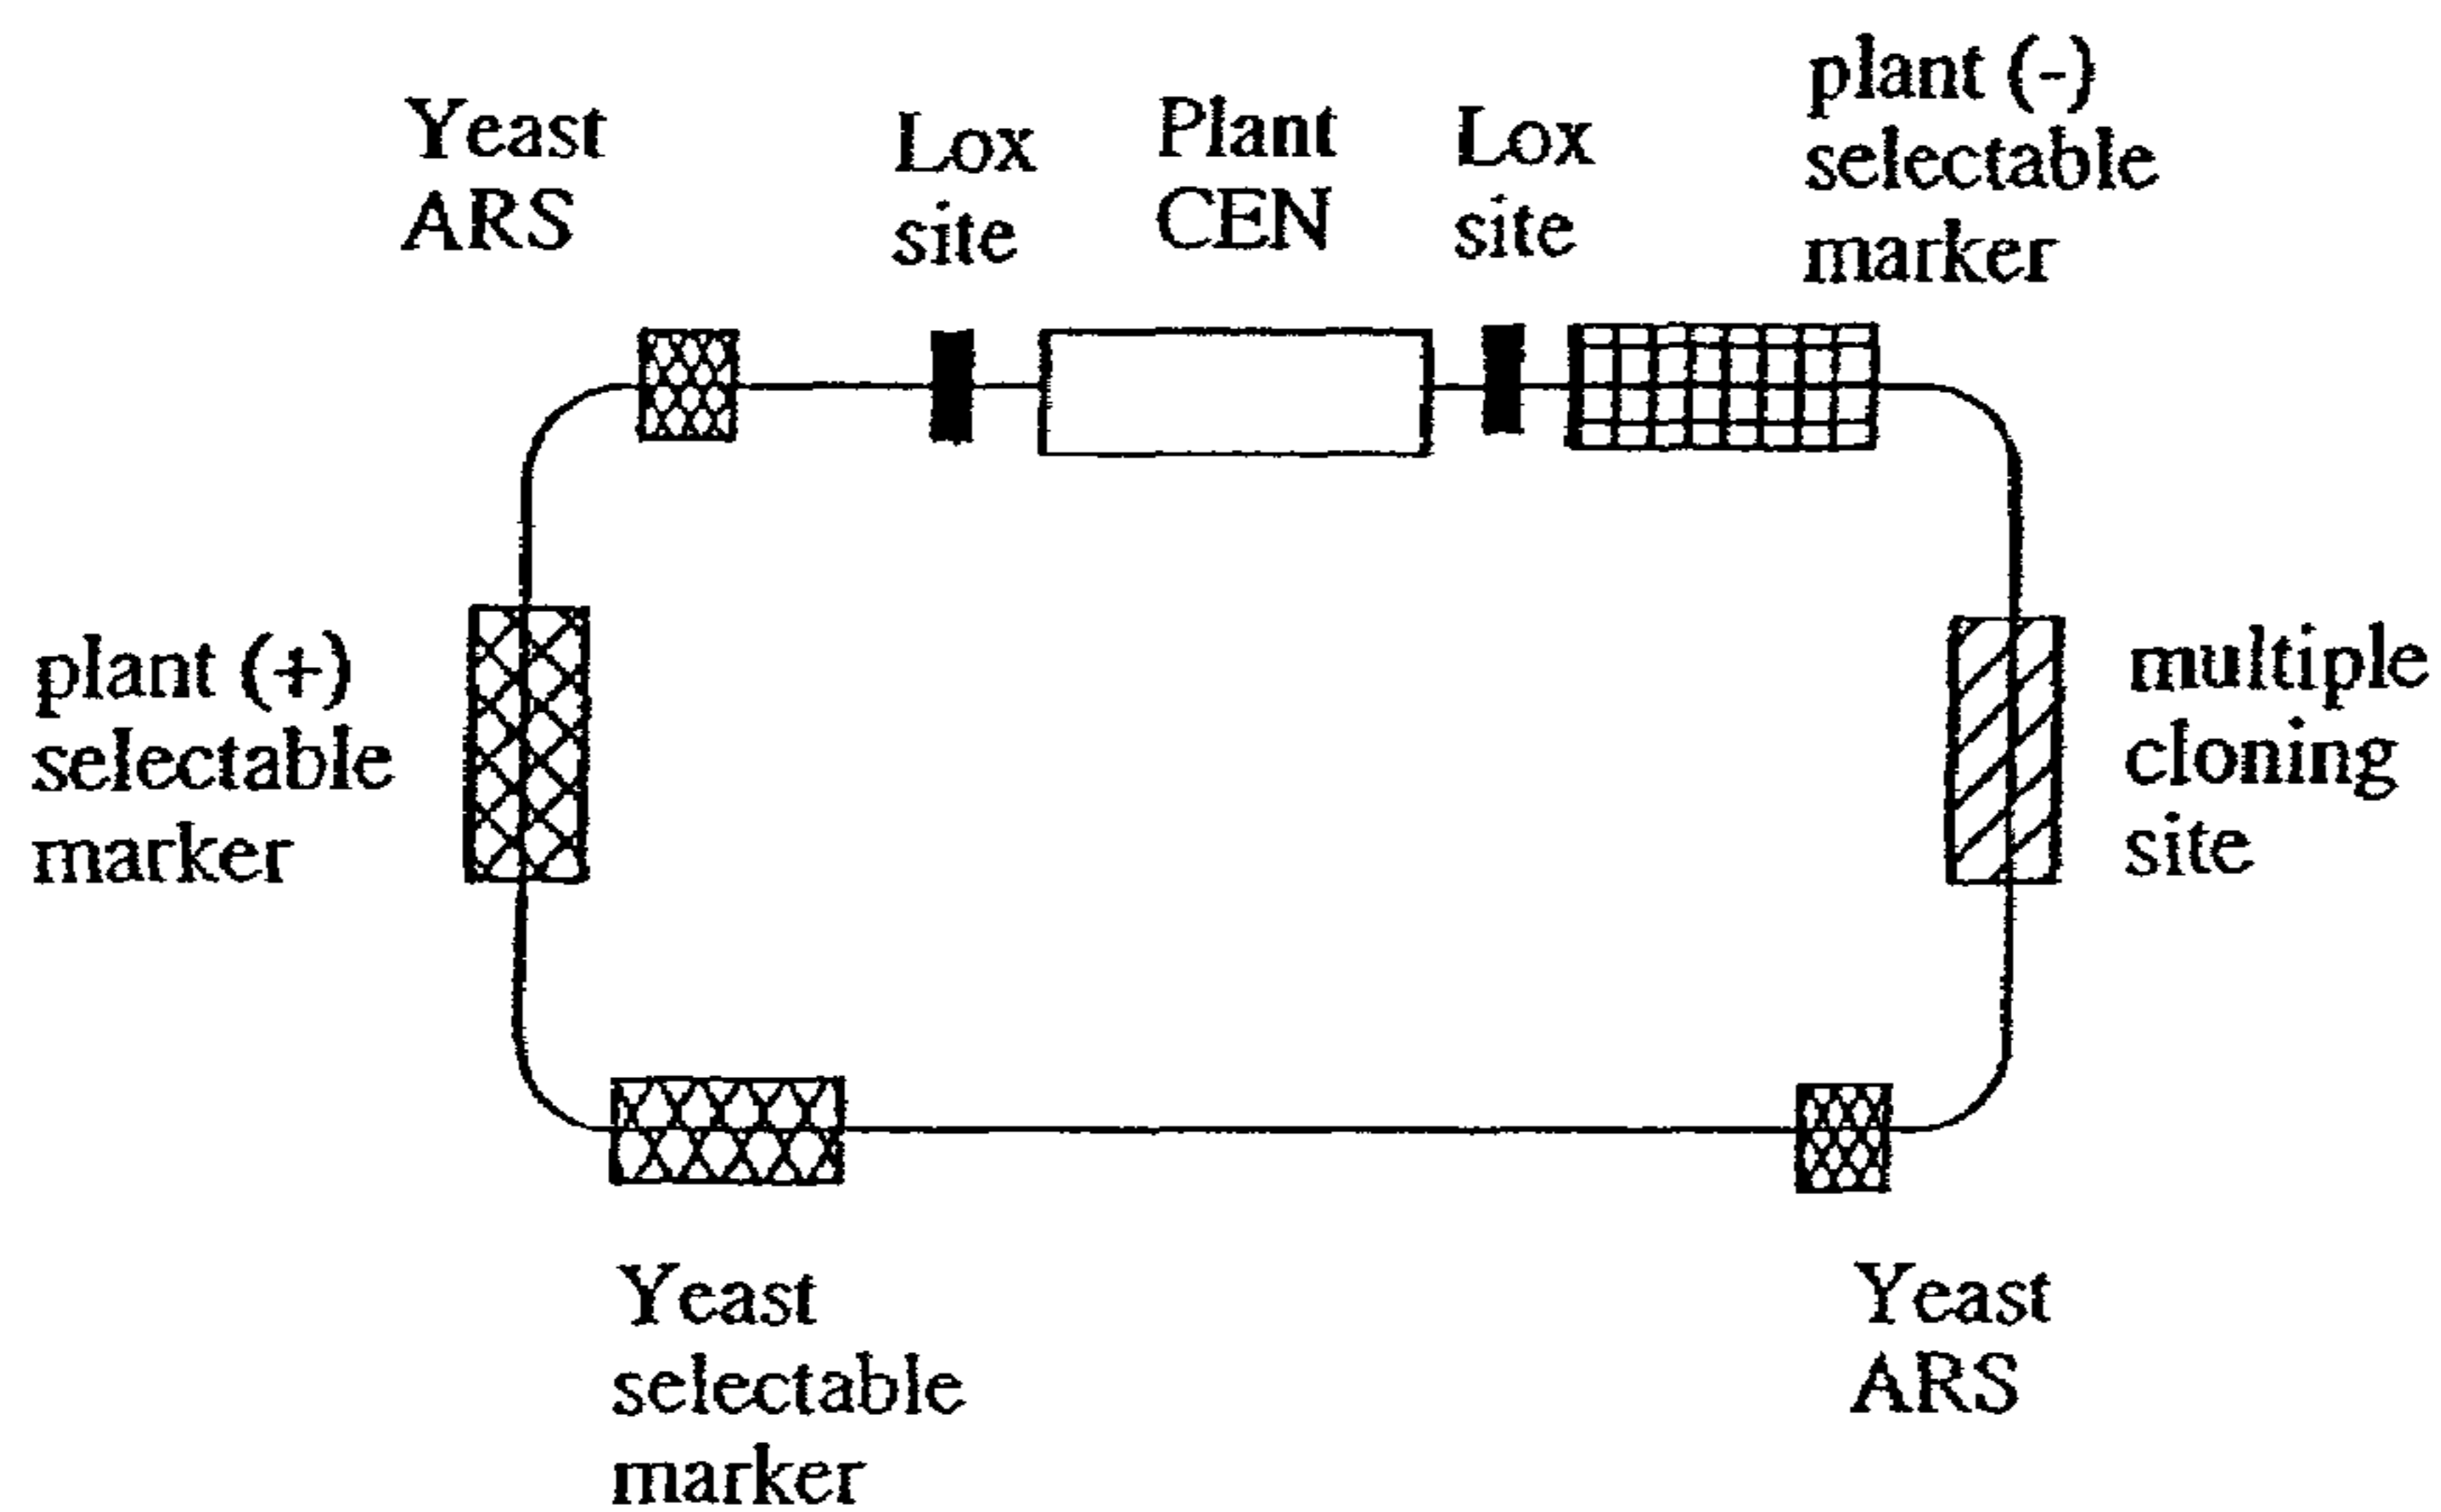 Yeast
ARS
Lox
site
Plant
CEN
Lox
site
plant (-)
selectable
marker
plant (+)
selectable
marker
multiple
cloning
site
Yeast
selectable
marker
Yeast
ARS